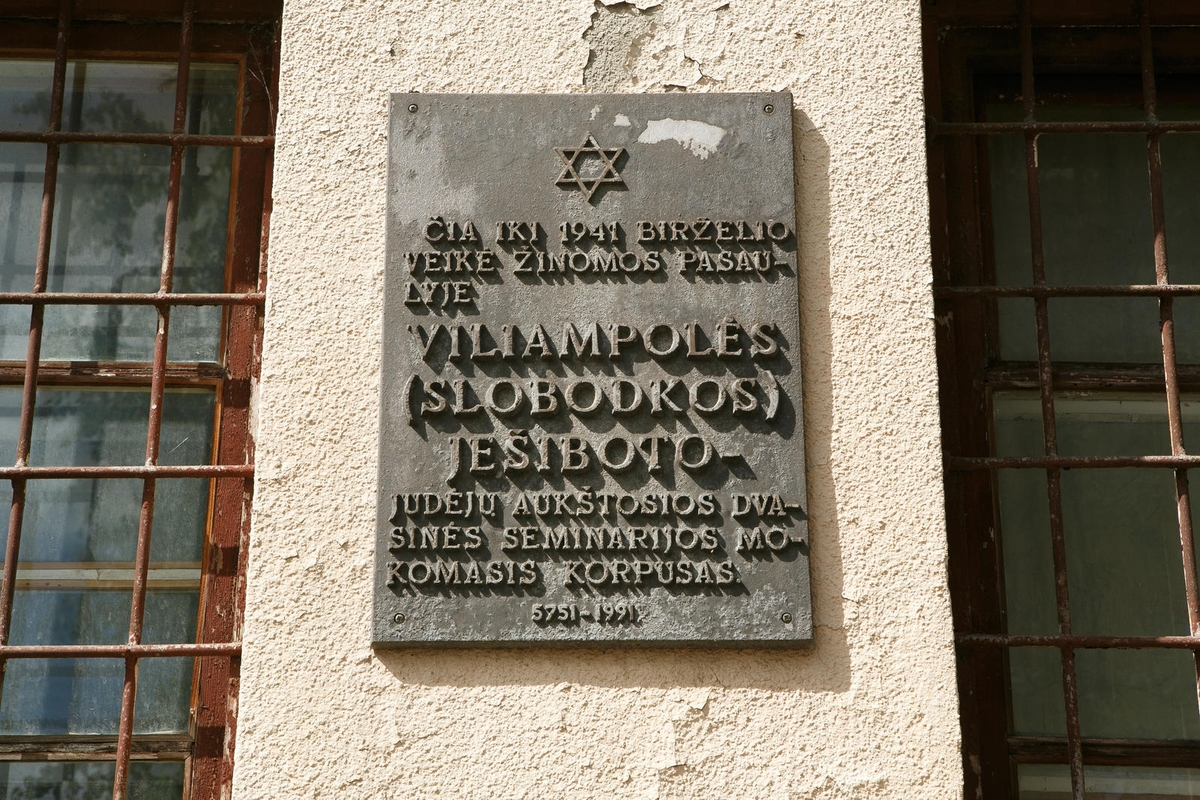 ČIA IKI 1941 BIRŽELIO
VEIKĖ ŽINOMOS PASAU-
LYJE
VILIAMPOLĖS
(SLOBODKOS)
JEŠIBOTO-
JUDĖJŲ AUKŠTOSIOS DVA-
SINĖS SEMINARIJOS MO-
KOMASIS KORPUSAS.
5751-1991.